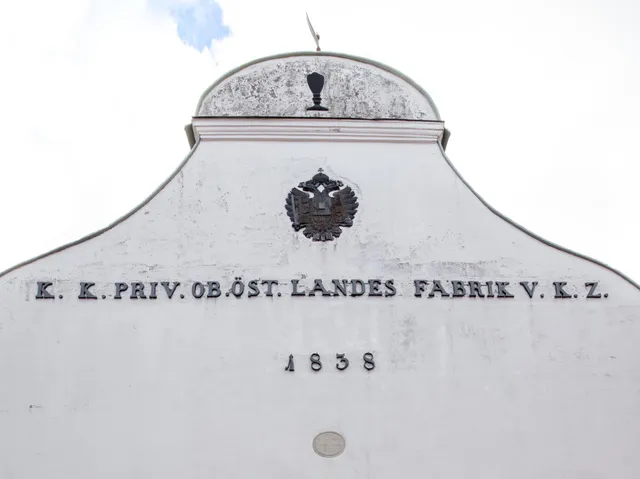 K. K. PRIV. OB. ÖST. LANDES FABRIK V. K. Z.
1838